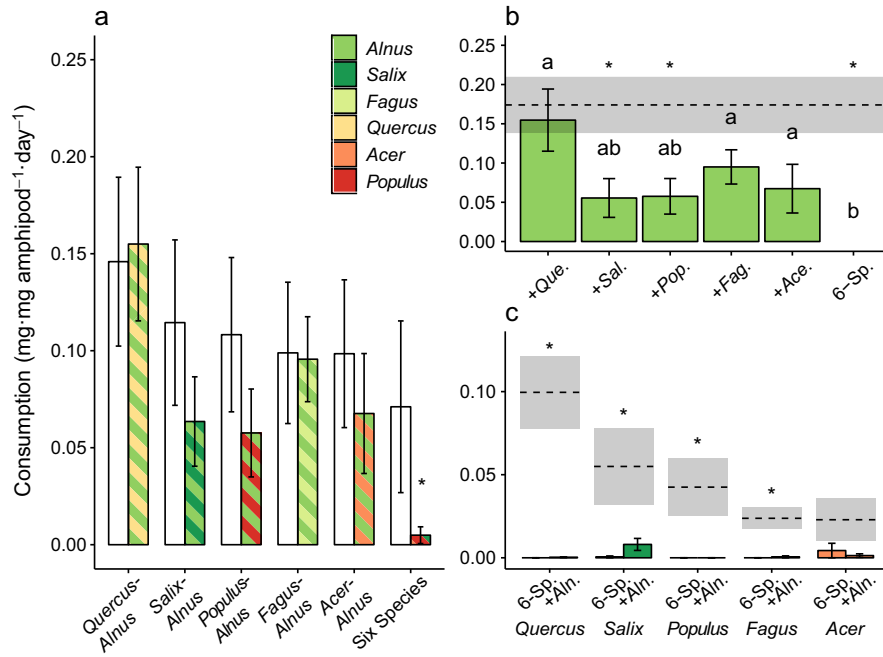 a
Consumption (mg·mg amphipod⁻¹·day⁻¹)
0.25
0.20
0.15
0.10
0.05
0.00
Alnus
Salix
Fagus
Quercus
Acer
Populus
*
Quercus-
Alnus
Salix-
Alnus
Populus-
Alnus
Fagus-
Alnus
Acer-
Alnus
Six Species
b
0.25
0.20
0.15
0.10
0.05
0.00
a
*
*
*
ab
ab
a
a
b
+Que.
+Sal.
+Pop.
+Fag.
+Ace.
6−Sp.
c
0.10
0.05
0.00
*
*
*
*
6−Sp.
+Aln.
6−Sp.
+Aln.
6−Sp.
+Aln.
6−Sp.
+Aln.
6−Sp.
+Aln.
Quercus
Salix
Populus
Fagus
Acer